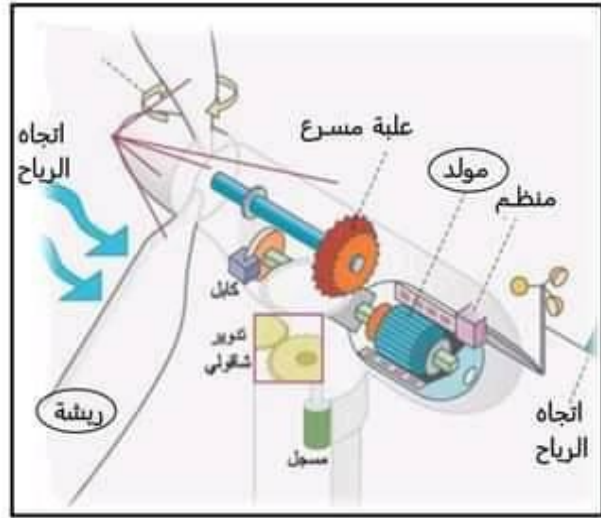 اتجاه
الرياح
علبة مسرع
مولد
منظم
كابل
تدوير
شاقولي
ريشة
مسجل
اتجاه
الرياح